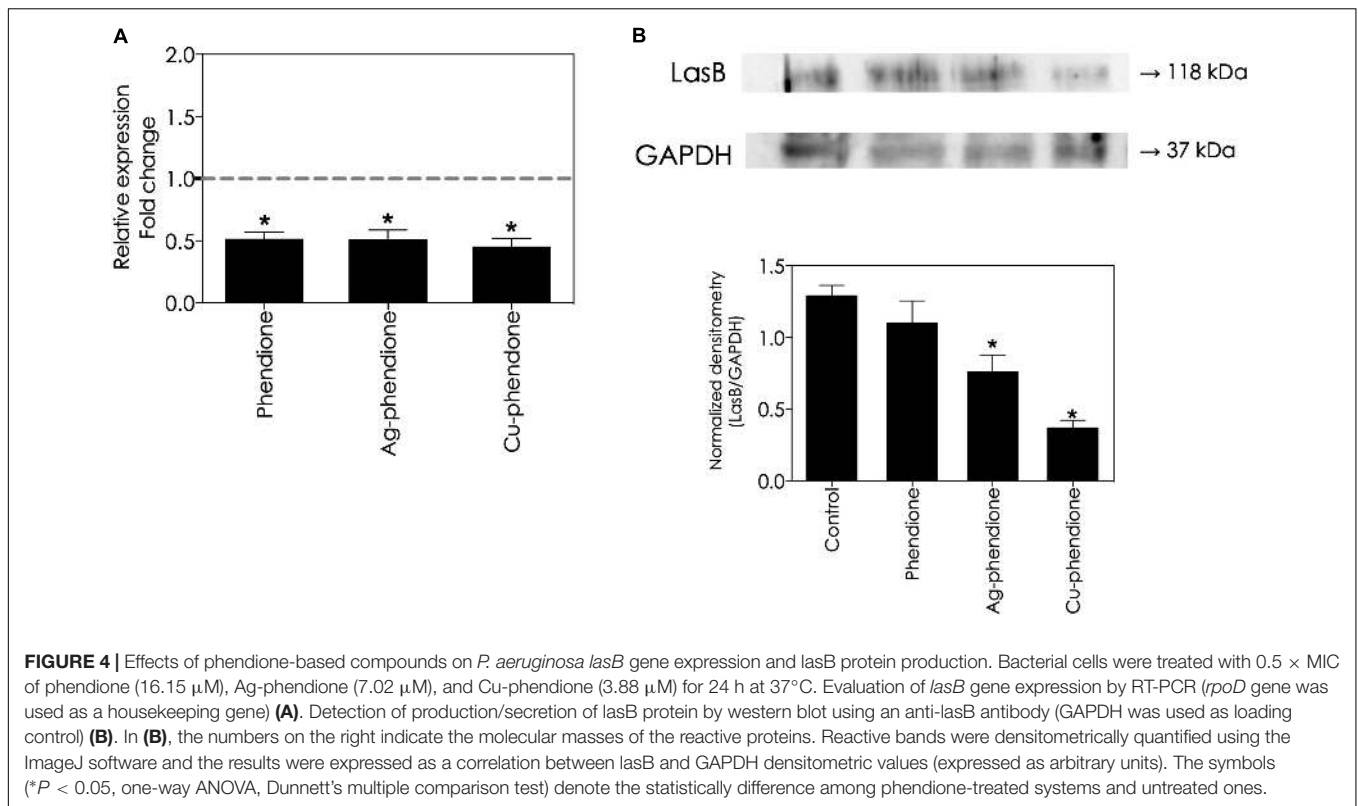 A
2.0
1.5
1.0
0.5
0.0
Relative expression
Fold change
*
*
*
Phendione
Ag-phendione
Cu-phendone
B
LasB
→ 118 kDa
GAPDH
→ 37 kDa
1.5
1.0
0.5
0.0
Normalized densitometry
(LasB/GAPDH)
*
*
Control
Phendione
Ag-phendione
Cu-phendione
FIGURE 4 | Effects of phendione-based compounds on P. aeruginosa lasB gene expression and lasB protein production. Bacterial cells were treated with 0.5 × MIC
of phendione (16.15 μM), Ag-phendione (7.02 μM), and Cu-phendione (3.88 μM) for 24 h at 37°C. Evaluation of lasB gene expression by RT-PCR (rpoD gene was
used as a housekeeping gene) (A). Detection of production/secretion of lasB protein by western blot using an anti-lasB antibody (GAPDH was used as loading
control) (B). In (B), the numbers on the right indicate the molecular masses of the reactive proteins. Reactive bands were densitometrically quantified using the
ImageJ software and the results were expressed as a correlation between lasB and GAPDH densitometric values (expressed as arbitrary units). The symbols
(*P < 0.05, one-way ANOVA, Dunnett's multiple comparison test) denote the statistically difference among phendione-treated systems and untreated ones.